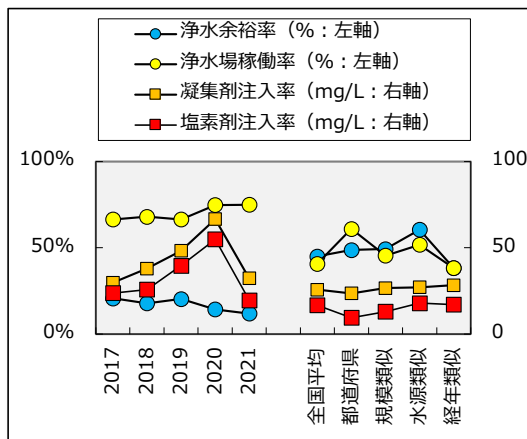 浄水余裕率（%：左軸）
浄水場稼働率（%：左軸）
凝集剤注入率（mg/L：右軸）
塩素剤注入率（mg/L：右軸）
100%
100
50%
50
0%
0
2017
2018
2019
2020
2021
全国平均
都道府県
規模類似
水源類似
経年類似